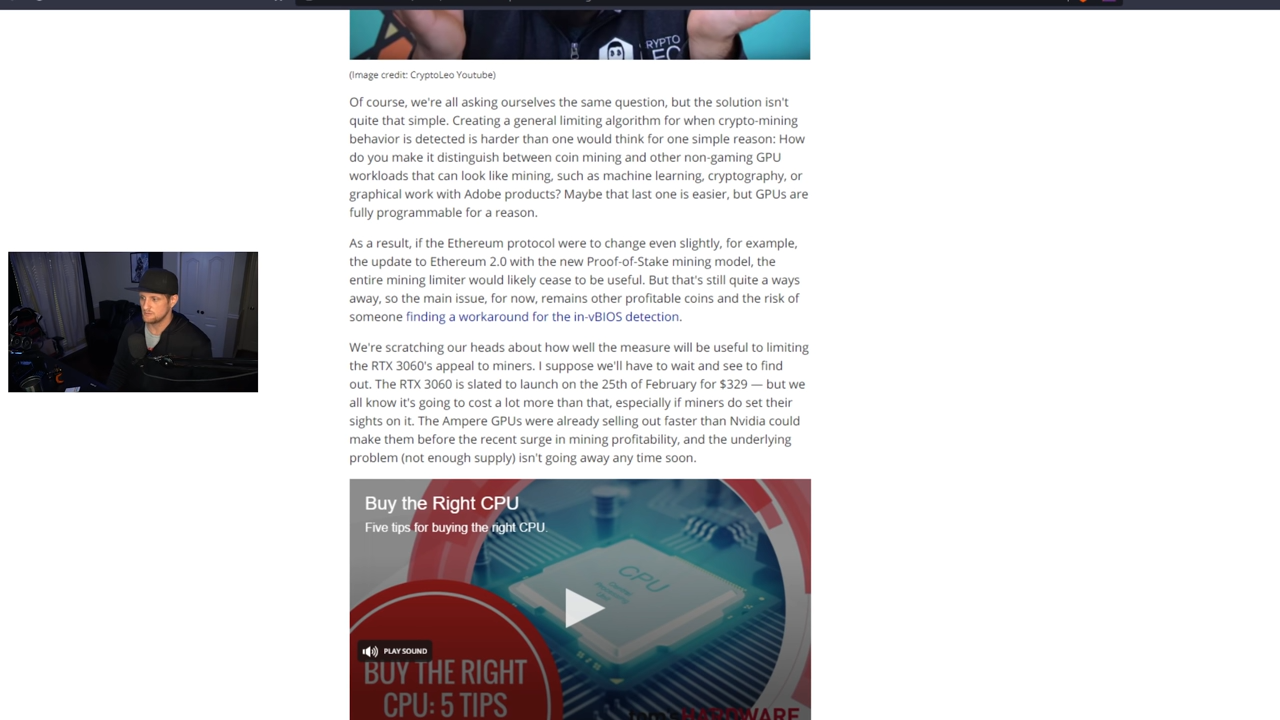 RYPTO
(Image credit: CryptoLeo Youtube)
Of course, we're all asking ourselves the same question, but the solution isn't
quite that simple. Creating a general limiting algorithm for when crypto-mining
behavior is detected is harder than one would think for one simple reason: How
do you make it distinguish between coin mining and other non-gaming GPU
workloads that can look like mining, such as machine learning, cryptography, or
graphical work with Adobe products? Maybe that last one is easier, but GPUs are
fully programmable for a reason.
As a result, if the Ethereum protocol were to change even slightly, for example,
the update to Ethereum 2.0 with the new Proof-of-Stake mining model, the
entire mining limiter would likely cease to be useful. But that's still quite a ways
away, so the main issue, for now, remains other profitable coins and the risk of
someone finding a workaround for the in-vBIOS detection.
We're scratching our heads about how well the measure will be useful to limiting
the RTX 3060's appeal to miners. I suppose we'll have to wait and see to find
out. The RTX 3060 is slated to launch on the 25th of February for $329 — but we
all know it's going to cost a lot more than that, especially if miners do set their
sights on it. The Ampere GPUs were already selling out faster than Nvidia could
make them before the recent surge in mining profitability, and the underlying
problem (not enough supply) isn't going away any time soon.
Buy the Right CPU
Five tips for buying the right CPU.
CPU
PLAY SOUND
BUY THE RIGHT
CPU: 5 TIPS
HARDWARE